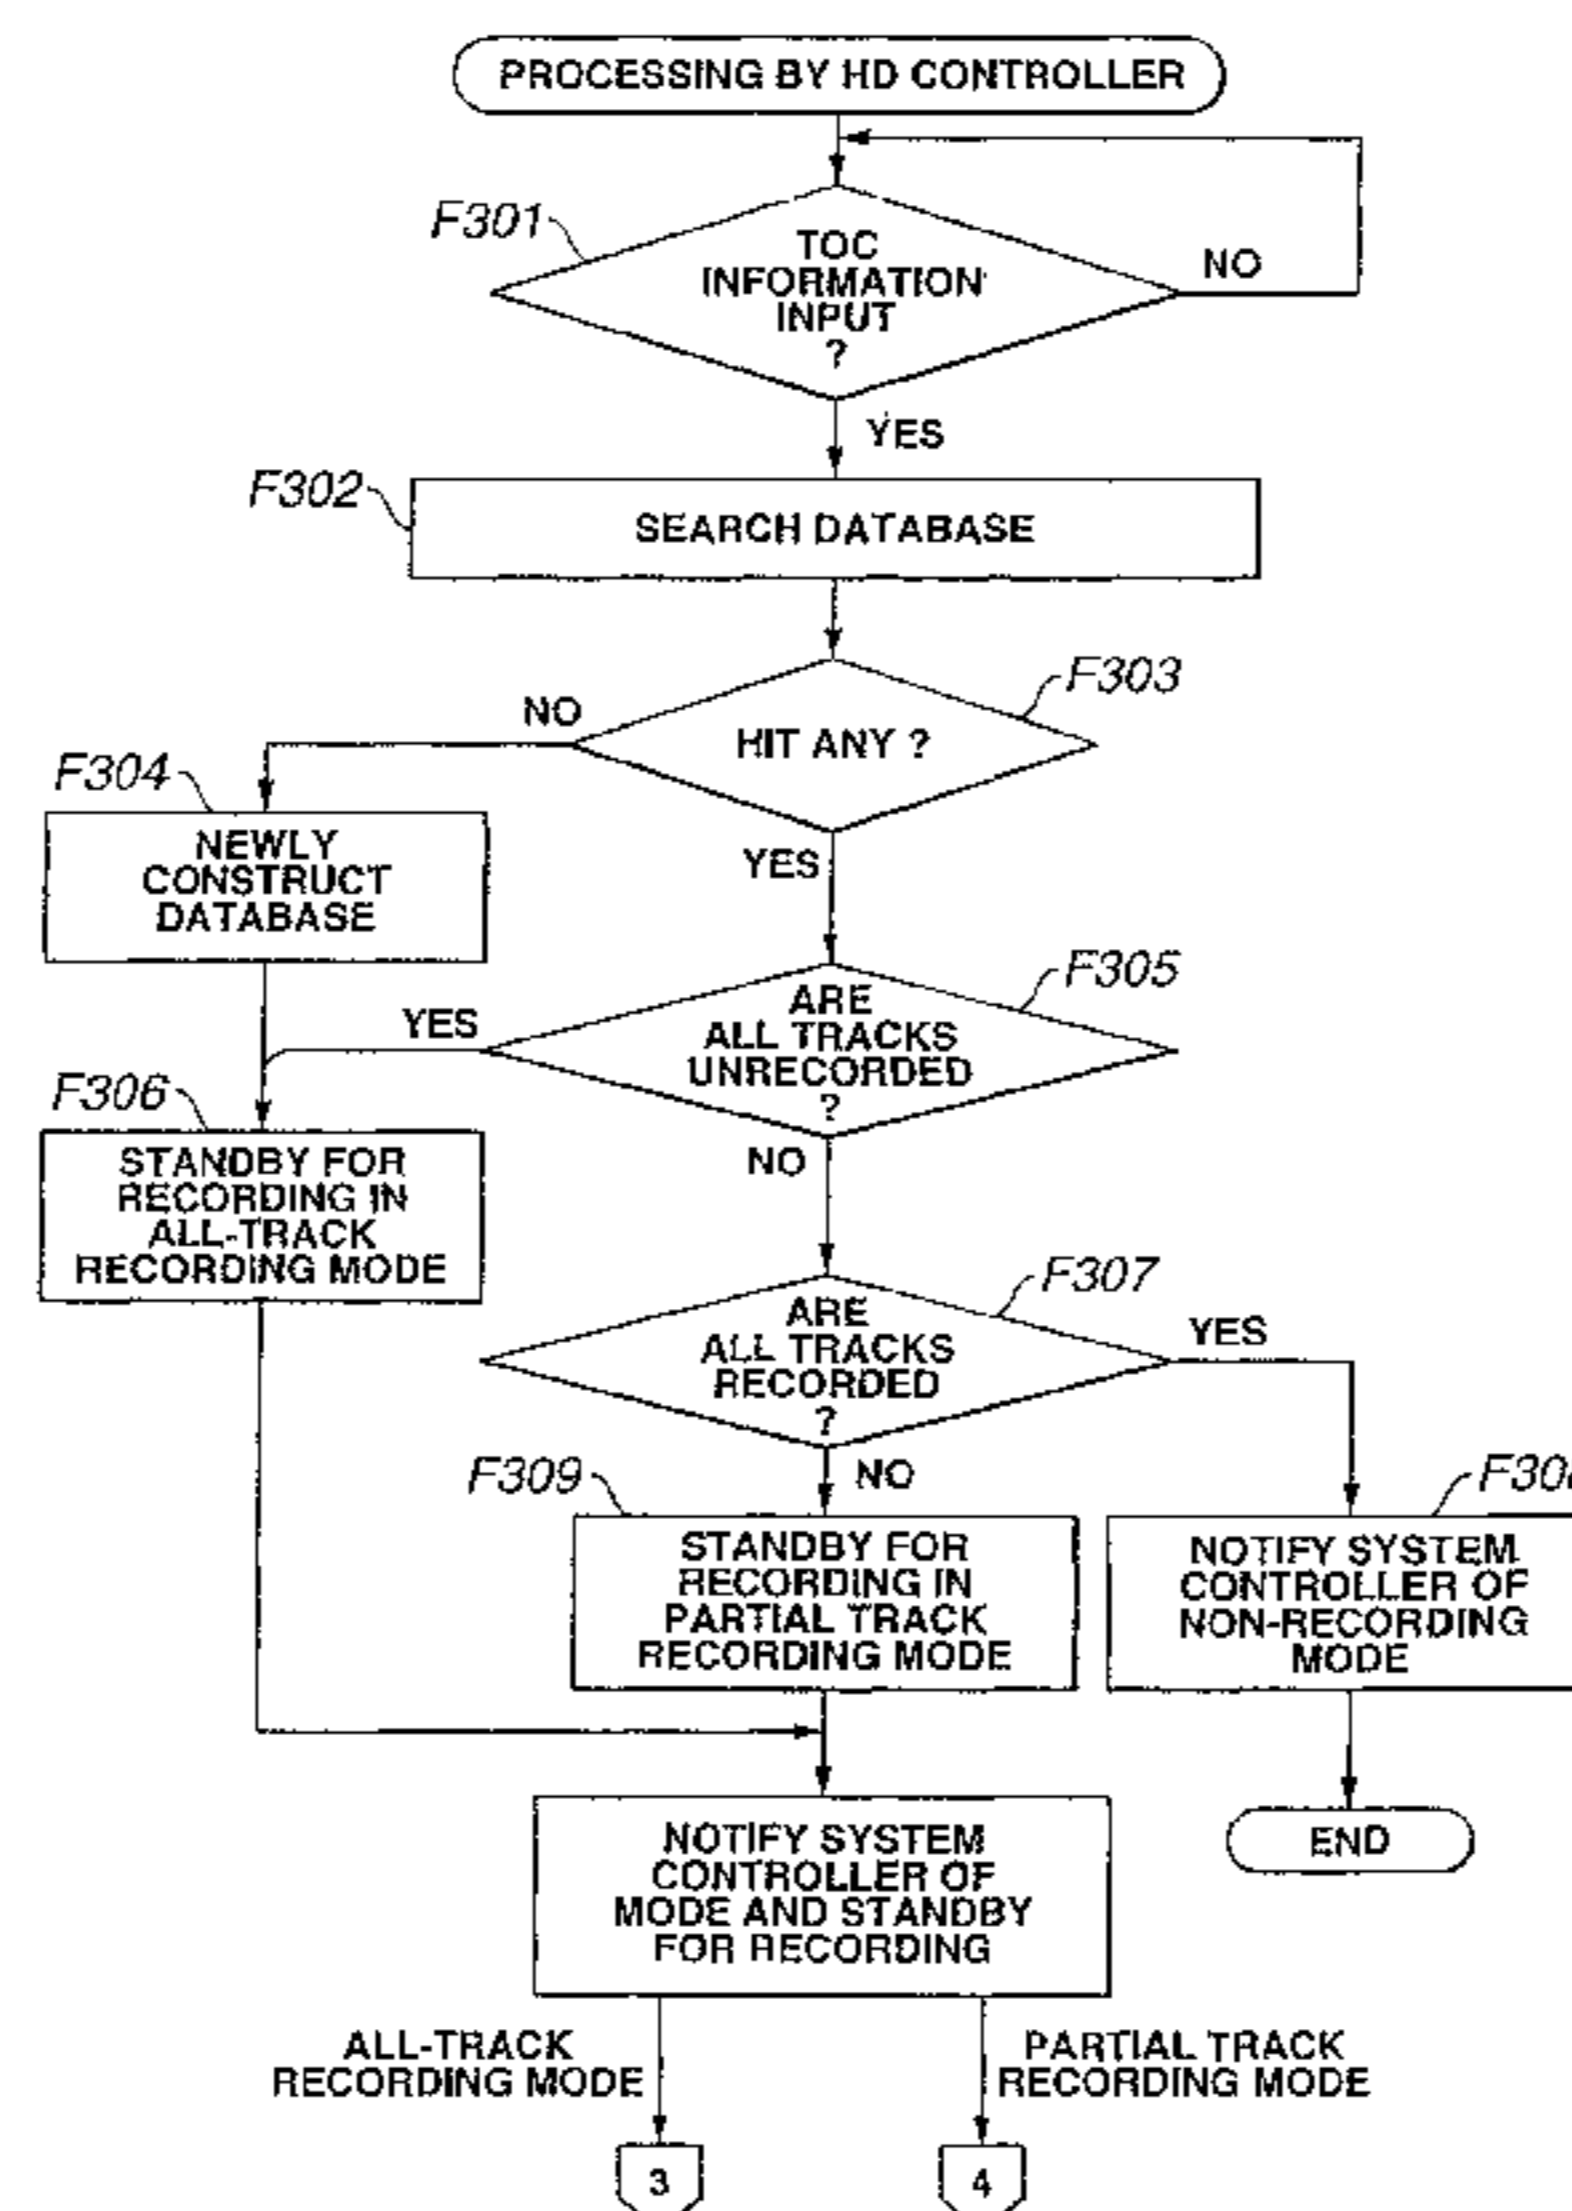 PROCESSING BY HD CONTROLLER
F301
TOC
INFORMATION
INPUT
?
NO
YES
F302
SEARCH DATABASE
F303
NO
HIT ANY ?
F304
NEWLY
CONSTRUCT
DATABASE
YES
F305
YES
ARE
ALL TRACKS
UNRECORDED
?
F306
STANDBY FOR
RECORDING IN
ALL-TRACK
RECORDING MODE
NO
F307
ARE
ALL TRACKS
RECORDED
?
YES
F309
NO
STANDBY FOR
RECORDING IN
PARTIAL TRACK
RECORDING MODE
NOTIFY SYSTEM
CONTROLLER OF
NON-RECORDING
MODE
NOTIFY SYSTEM
CONTROLLER OF
MODE AND STANDBY
FOR RECORDING
END
ALL-TRACK
RECORDING MODE
PARTIAL TRACK
RECORDING MODE
3
4